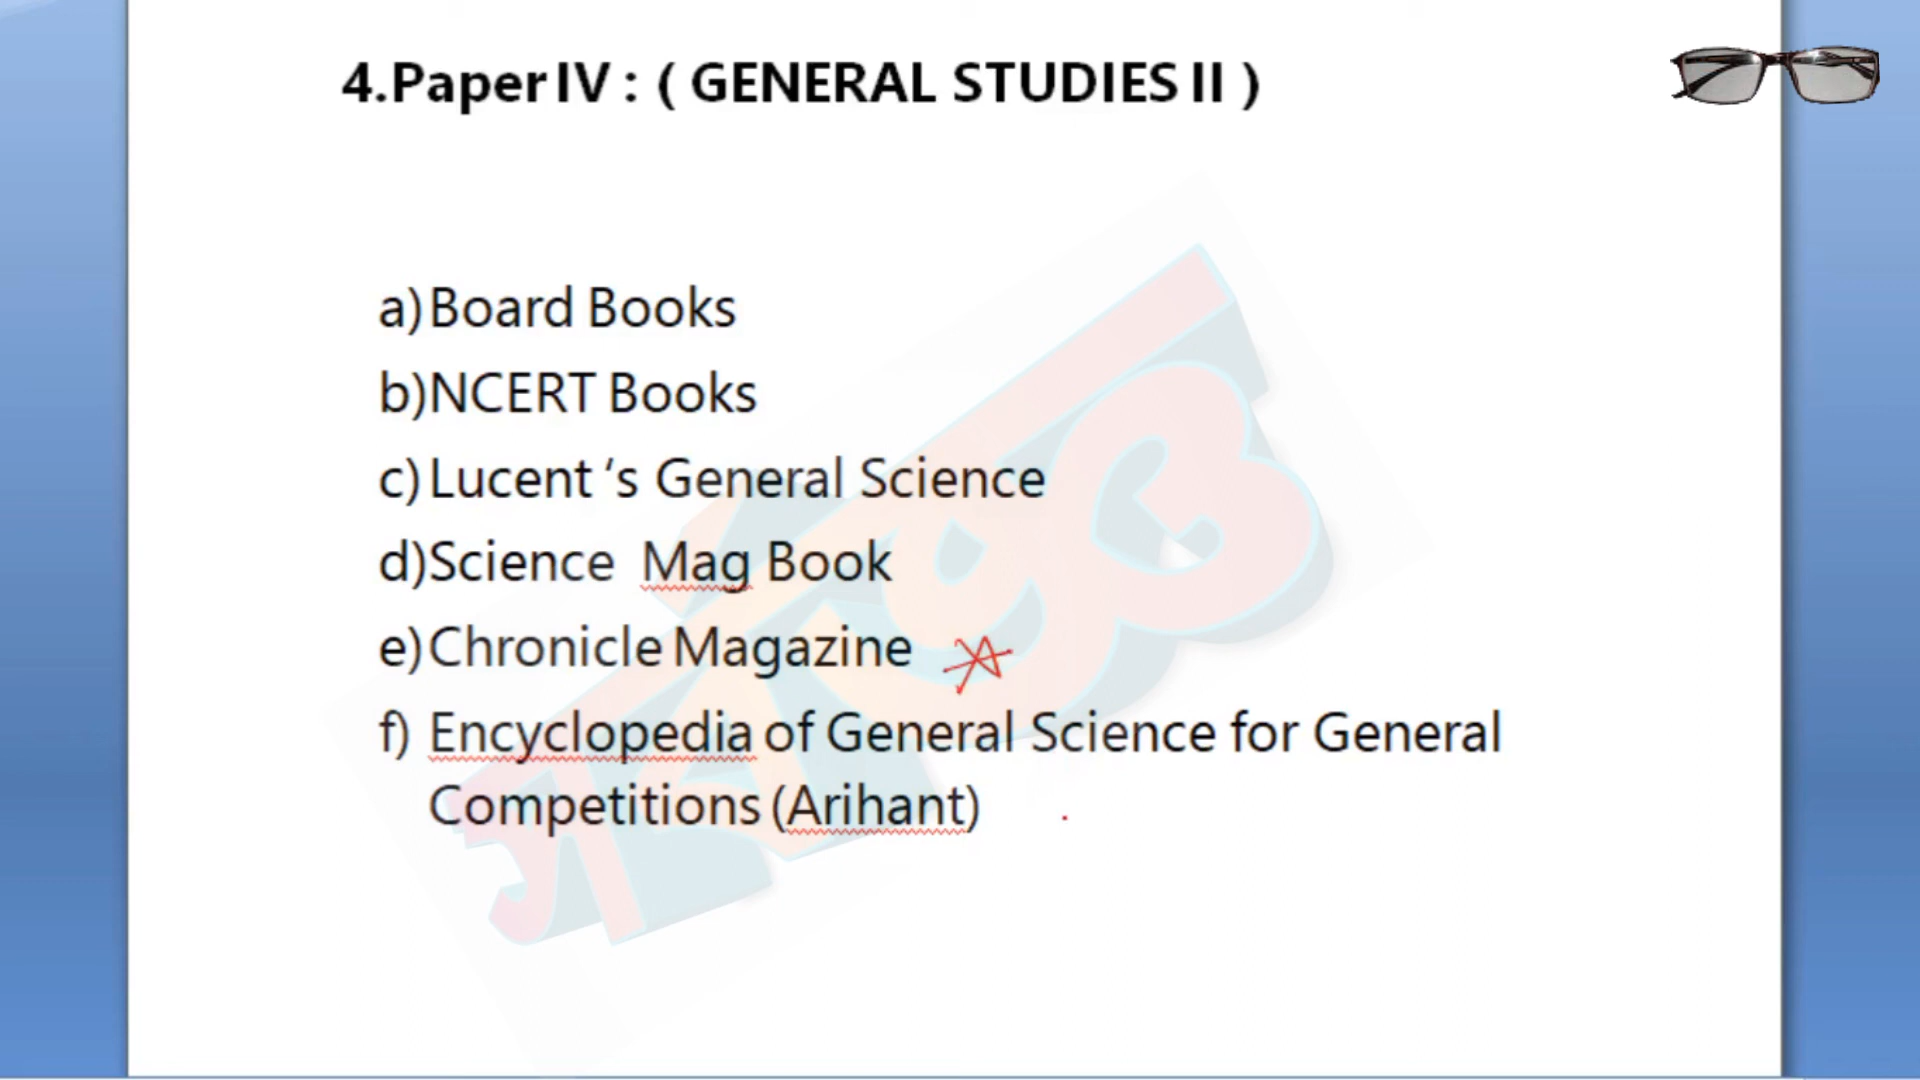 4.Paper IV : ( GENERAL STUDIES II )
a) Board Books
b) NCERT Books
c) Lucent 's General Science
d) Science Mag Book
e) Chronicle Magazine
f) Encyclopedia of General Science for General
Competitions (Arihant)